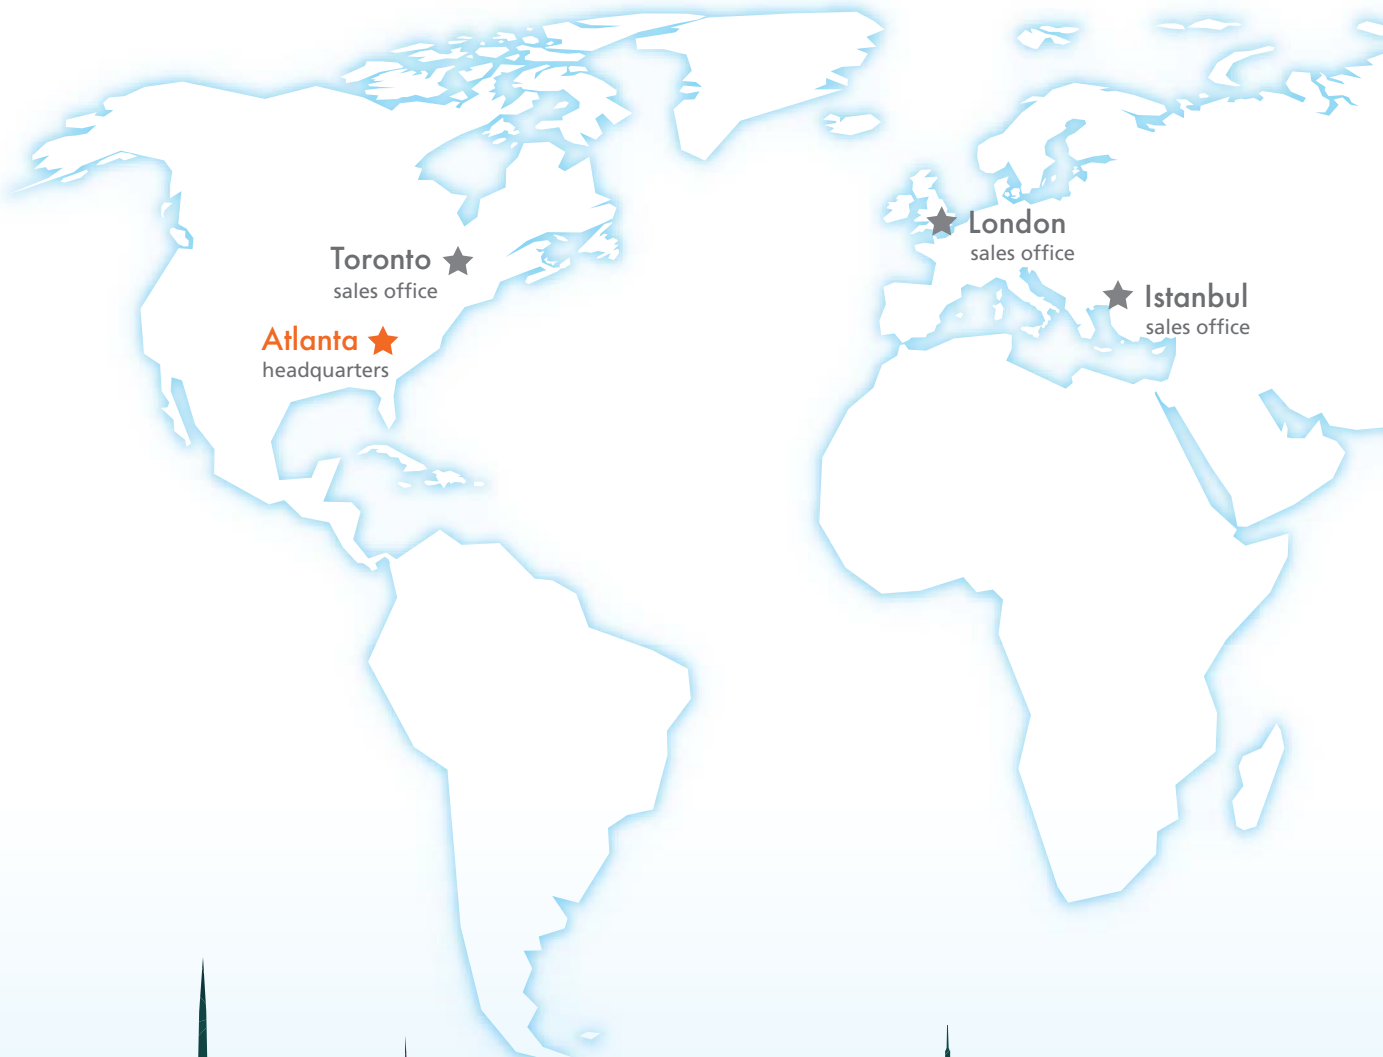 London
sales office
Toronto
sales office
Istanbul
sales office
Atlanta
headquarters